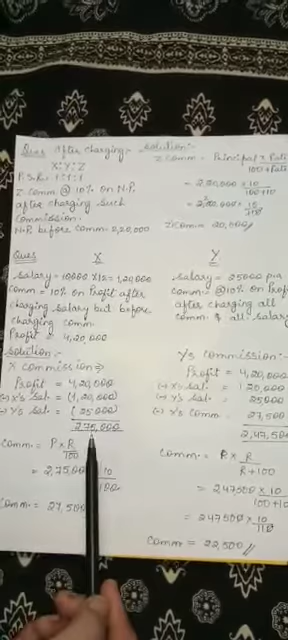 Ques After charging- Solution:-
X:Y:Z
P.S.R. 1:1:1
Z comm @ 10% on N.P.
after charging such
commission.
N.P. before comm 2,20,000
Z comm = Principal x Rate
100+Rate
= 2,20,000 x 10
100+10
= 2,20,000 x 10
110
Z comm = 20,000//
Ques X
Salary = 10000 x 12 = 1,20,000
Comm = 10% on Profit after
charging salary but before
charging comm.
Profit = 4,20,000
Y
Salary = 25000 p.a
Comm = @10% on Profit
after charging all
comm & all salary
Solution:-
X commission ⇒
Profit = 4,20,000
(-) X's sal. = (1,20,000)
(-) Y's sal. = (25000)
2,75,000
Comm = P x R
100
= 2,75,000 10
100
Comm = 27,500
Y's commission:-
Profit = 4,20,000
(-) X's sal = 120,000
(-) Y's sal = 25000
(-) X's comm 27,500
2,47,500
Comm = P x R
R+100
= 247500 x 10
100+10
= 247500 x 10
110
Comm = 22,500//